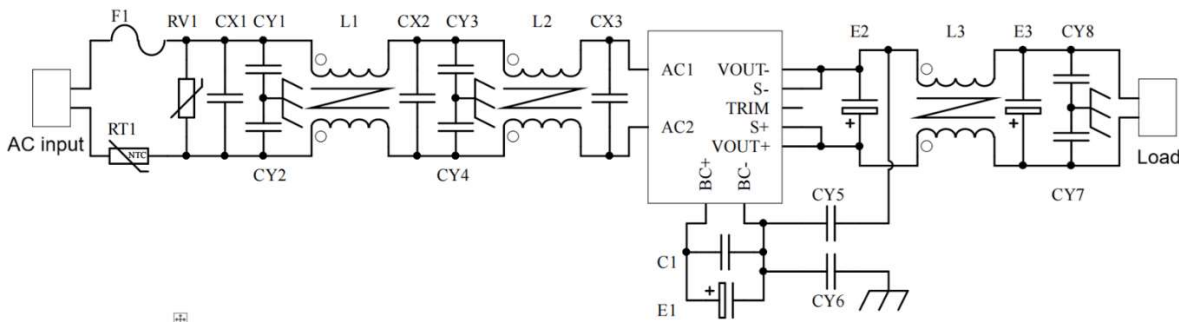 F1
RV1 CX1 CY1 L1 CX2 CY3 L2 CX3 E2 L3 E3 CY8
AC1 VOUT-
S-
TRIM
AC2 S+
VOUT+
RT1
NTC
AC input
CY2 CY4
BC+ BC-
Load
CY7
CY5
C1
CY6
E1
+
+
+